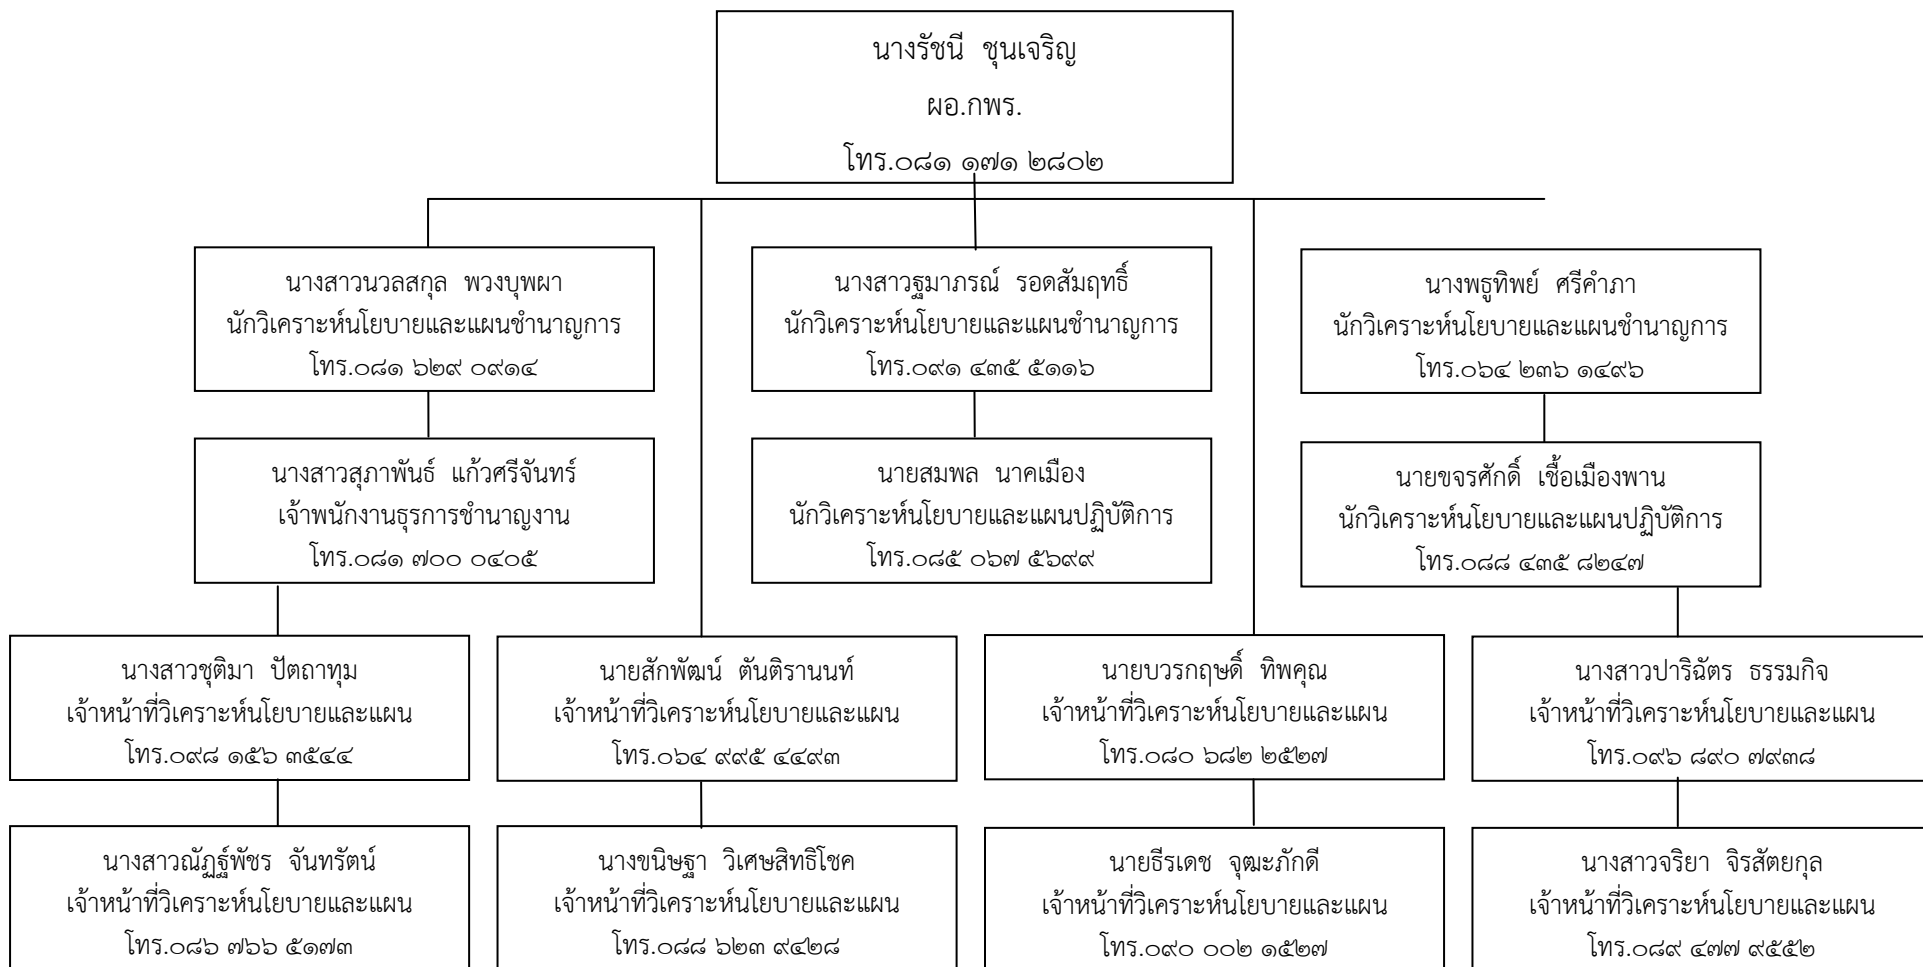 นางรัชนี ชุนเจริญ
ผอ.กพร.
โทร.๐๘๑ ๑๗๑ ๒๘๐๒
นางสาวนวลสกุล พวงบุพผา
นักวิเคราะห์นโยบายและแผนชำนาญการ
โทร.๐๘๑ ๖๒๙ ๐๙๑๔
นางสาวฐมาภรณ์ รอดสัมฤทธิ์
นักวิเคราะห์นโยบายและแผนชำนาญการ
โทร.๐๙๑ ๔๓๕ ๕๑๑๖
นางพธูทิพย์ ศรีคำภา
นักวิเคราะห์นโยบายและแผนชำนาญการ
โทร.๐๖๔ ๒๓๖ ๑๔๙๖
นางสาวสุภาพันธ์ แก้วศรีจันทร์
เจ้าพนักงานธุรการชำนาญงาน
โทร.๐๘๑ ๗๐๐ ๐๔๐๕
นายสมพล นาคเมือง
นักวิเคราะห์นโยบายและแผนปฏิบัติการ
โทร.๐๘๕ ๐๖๗ ๕๖๙๙
นายขจรศักดิ์ เชื้อเมืองพาน
นักวิเคราะห์นโยบายและแผนปฏิบัติการ
โทร.๐๘๘ ๔๓๕ ๘๒๔๗
นางสาวชุติมา ปัตถาทุม
เจ้าหน้าที่วิเคราะห์นโยบายและแผน
โทร.๐๙๘ ๑๕๖ ๓๕๔๔
นายสักพัฒน์ ตันติรานนท์
เจ้าหน้าที่วิเคราะห์นโยบายและแผน
โทร.๐๖๔ ๙๙๕ ๔๔๙๓
นายบวรกฤษดิ์ ทิพคุณ
เจ้าหน้าที่วิเคราะห์นโยบายและแผน
โทร.๐๘๐ ๖๘๒ ๒๕๒๗
นางสาวปาริฉัตร ธรรมกิจ
เจ้าหน้าที่วิเคราะห์นโยบายและแผน
โทร.๐๙๖ ๘๙๐ ๗๙๓๘
นางสาวณัฏฐ์พัชร จันทรัตน์
เจ้าหน้าที่วิเคราะห์นโยบายและแผน
โทร.๐๘๖ ๗๖๖ ๕๑๗๓
นางขนิษฐา วิเศษสิทธิโชค
เจ้าหน้าที่วิเคราะห์นโยบายและแผน
โทร.๐๘๘ ๖๒๓ ๙๔๒๘
นายธีรเดช จุฒะภักดี
เจ้าหน้าที่วิเคราะห์นโยบายและแผน
โทร.๐๙๐ ๐๐๒ ๑๕๒๗
นางสาวจริยา จิรสัตยกุล
เจ้าหน้าที่วิเคราะห์นโยบายและแผน
โทร.๐๘๙ ๔๗๗ ๙๕๕๒